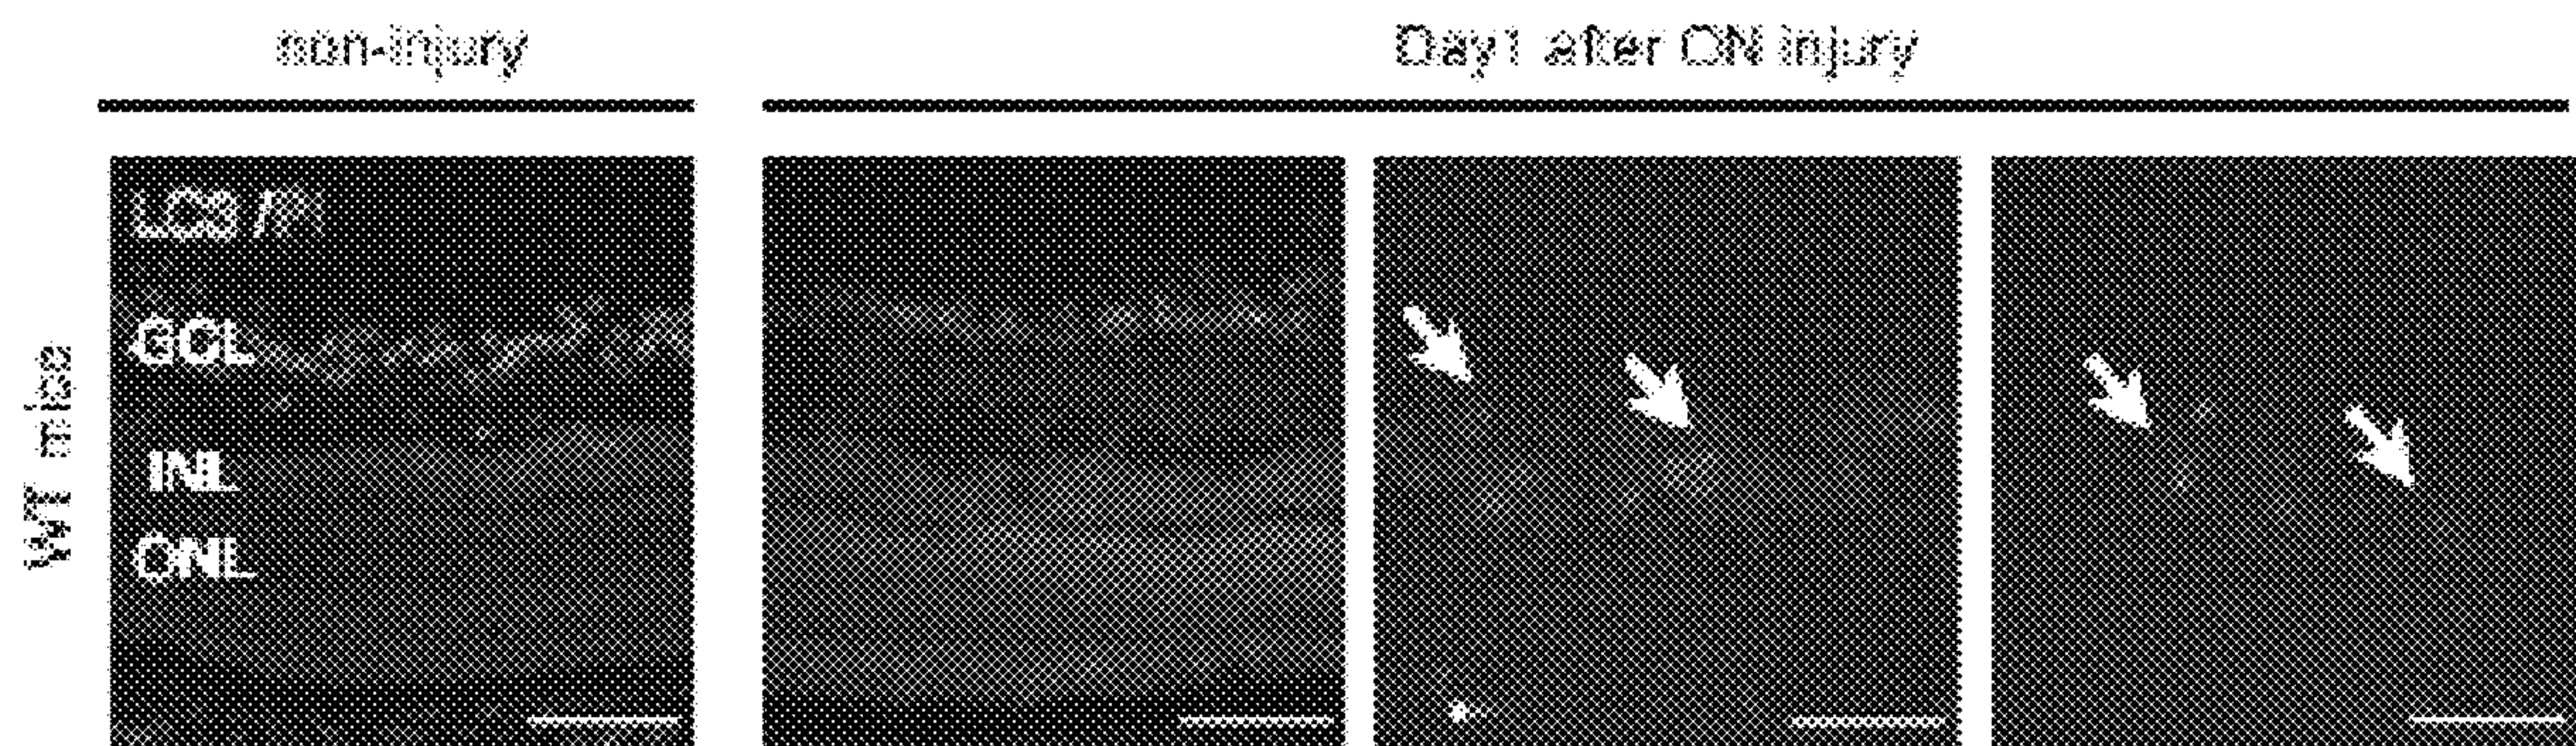 non-injury
Day1 after ON injury
WT mice
LC3 /PI
GCL
INL
ONL